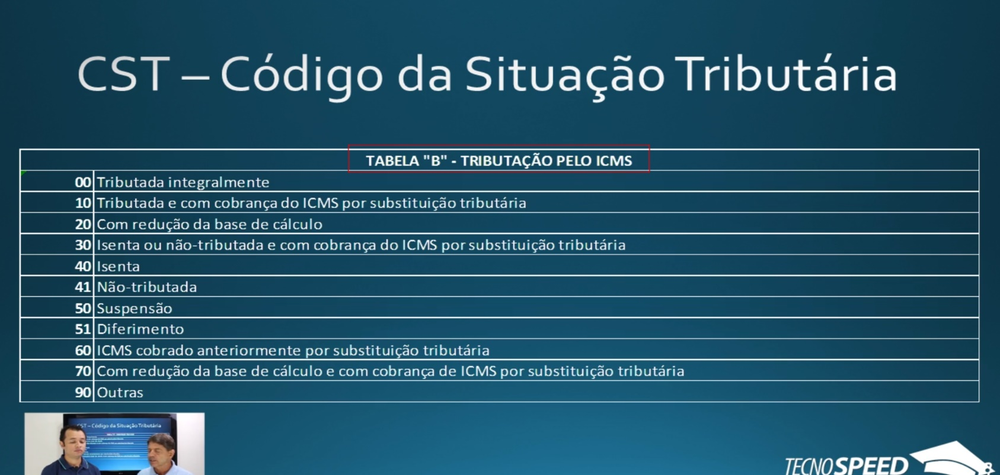 CST – Código da Situação Tributária
TABELA "B" - TRIBUTAÇÃO PELO ICMS
00 Tributada integralmente
10 Tributada e com cobrança do ICMS por substituição tributária
20 Com redução da base de cálculo
30 Isenta ou não-tributada e com cobrança do ICMS por substituição tributária
40 Isenta
41 Não-tributada
50 Suspensão
51 Diferimento
60 ICMS cobrado anteriormente por substituição tributária
70 Com redução da base de cálculo e com cobrança de ICMS por substituição tributária
90 Outras
CST – Código da Situação Tributária
TECNOSPEED
8